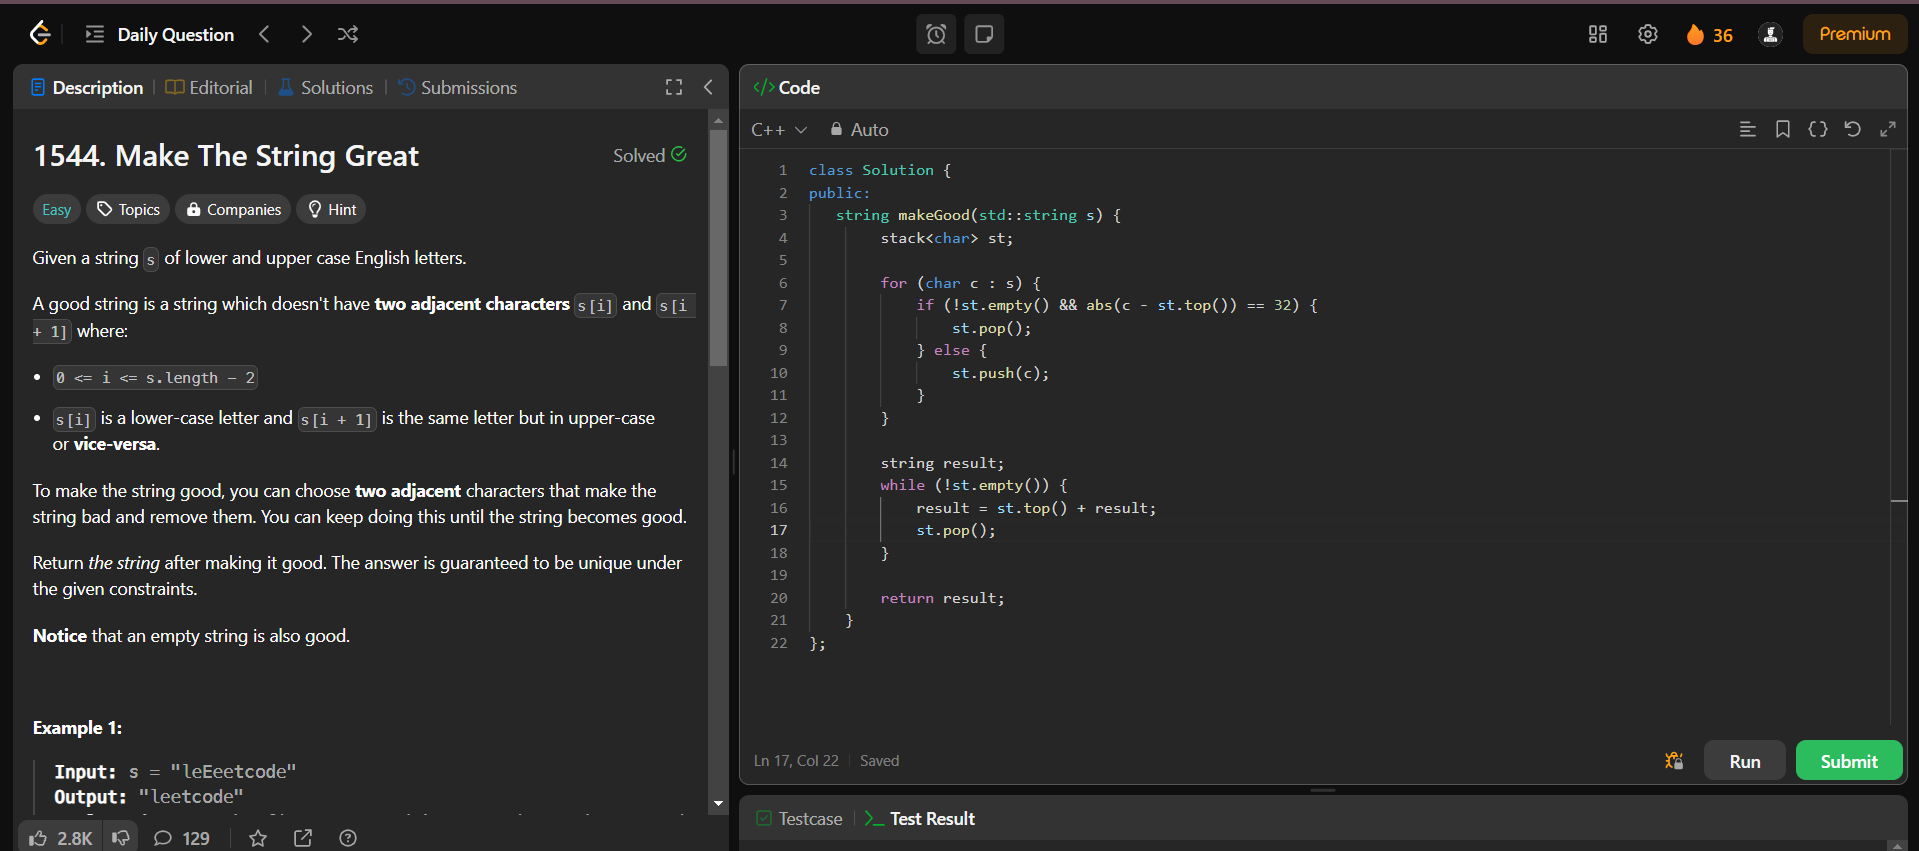 Daily Question
36
Premium
Description
Editorial
Solutions
Submissions
1544. Make The String Great
Solved
Easy
Topics
Companies
Hint
Given a string s of lower and upper case English letters.
A good string is a string which doesn't have two adjacent characters s[i] and s[i
+ 1] where:
• 0 <= i <= s.length - 2
• s[i] is a lower-case letter and s[i + 1] is the same letter but in upper-case
or vice-versa.
To make the string good, you can choose two adjacent characters that make the
string bad and remove them. You can keep doing this until the string becomes good.
Return the string after making it good. The answer is guaranteed to be unique under
the given constraints.
Notice that an empty string is also good.
Example 1:
Input: s = "leEeetcode"
Output: "leetcode"
2.8K
129
</> Code
C++
Auto
1 class Solution {
2 public:
3    string makeGood(std::string s) {
4         stack<char> st;
5
6         for (char c : s) {
7             if (!st.empty() && abs(c - st.top()) == 32) {
8                 st.pop();
9             } else {
10                 st.push(c);
11             }
12         }
13
14         string result;
15         while (!st.empty()) {
16             result = st.top() + result;
17             st.pop();
18         }
19
20         return result;
21     }
22 };
Ln 17, Col 22
Saved
Run
Submit
Testcase
>_ Test Result